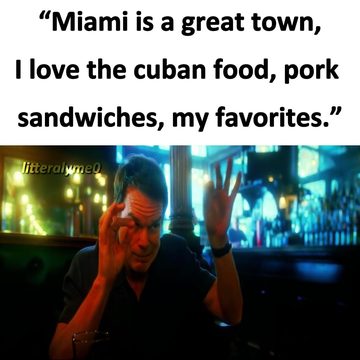 “Miami is a great town,
I love the cuban food, pork
sandwiches, my favorites.”
litteralyme0